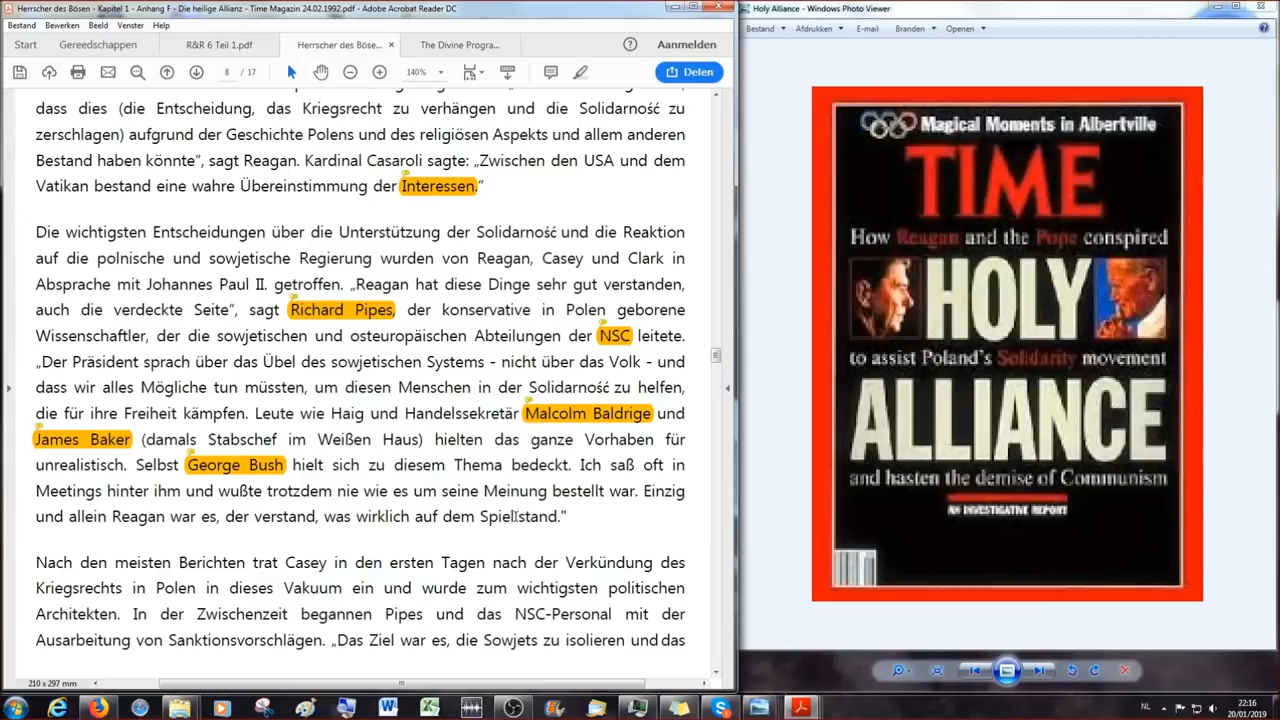 Herrscher des Bösen - Kapitel 1 - Anhang F - Die heilige Allianz - Time Magazin 24.02.1992.pdf - Adobe Acrobat Reader DC
Bestand Bewerken Beeld Venster Help
Start Gereedschappen R&R 6 Teil 1.pdf Herrscher des Böse... × The Divine Progra... Aanmelden
8 / 17 140% Delen
dass dies (die Entscheidung, das Kriegsrecht zu verhängen und die Solidarność zu
zerschlagen) aufgrund der Geschichte Polens und des religiösen Aspekts und allem anderen
Bestand haben könnte“, sagt Reagan. Kardinal Casaroli sagte: „Zwischen den USA und dem
Vatikan bestand eine wahre Übereinstimmung der Interessen.“
Die wichtigsten Entscheidungen über die Unterstützung der Solidarność und die Reaktion
auf die polnische und sowjetische Regierung wurden von Reagan, Casey und Clark in
Absprache mit Johannes Paul II. getroffen. „Reagan hat diese Dinge sehr gut verstanden,
auch die verdeckte Seite“, sagt Richard Pipes, der konservative in Polen geborene
Wissenschaftler, der die sowjetischen und osteuropäischen Abteilungen der NSC leitete.
„Der Präsident sprach über das Übel des sowjetischen Systems - nicht über das Volk - und
dass wir alles Mögliche tun müssten, um diesen Menschen in der Solidarność zu helfen,
die für ihre Freiheit kämpfen. Leute wie Haig und Handelssekretär Malcolm Baldrige und
James Baker (damals Stabschef im Weißen Haus) hielten das ganze Vorhaben für
unrealistisch. Selbst George Bush hielt sich zu diesem Thema bedeckt. Ich saß oft in
Meetings hinter ihm und wußte trotzdem nie wie es um seine Meinung bestellt war. Einzig
und allein Reagan war es, der verstand, was wirklich auf dem Spiel stand."
Nach den meisten Berichten trat Casey in den ersten Tagen nach der Verkündung des
Kriegsrechts in Polen in dieses Vakuum ein und wurde zum wichtigsten politischen
Architekten. In der Zwischenzeit begannen Pipes und das NSC-Personal mit der
Ausarbeitung von Sanktionsvorschlägen. „Das Ziel war es, die Sowjets zu isolieren und das
210 x 297 mm
Holy Alliance - Windows Photo Viewer
Bestand Afdrukken E-mail Branden Openen
Magical Moments in Albertville
TIME
How Reagan and the Pope conspired
HOLY
to assist Poland's Solidarity movement
ALLIANCE
and hasten the demise of Communism
AN INVESTIGATIVE REPORT
NL 22:16
20/01/2019